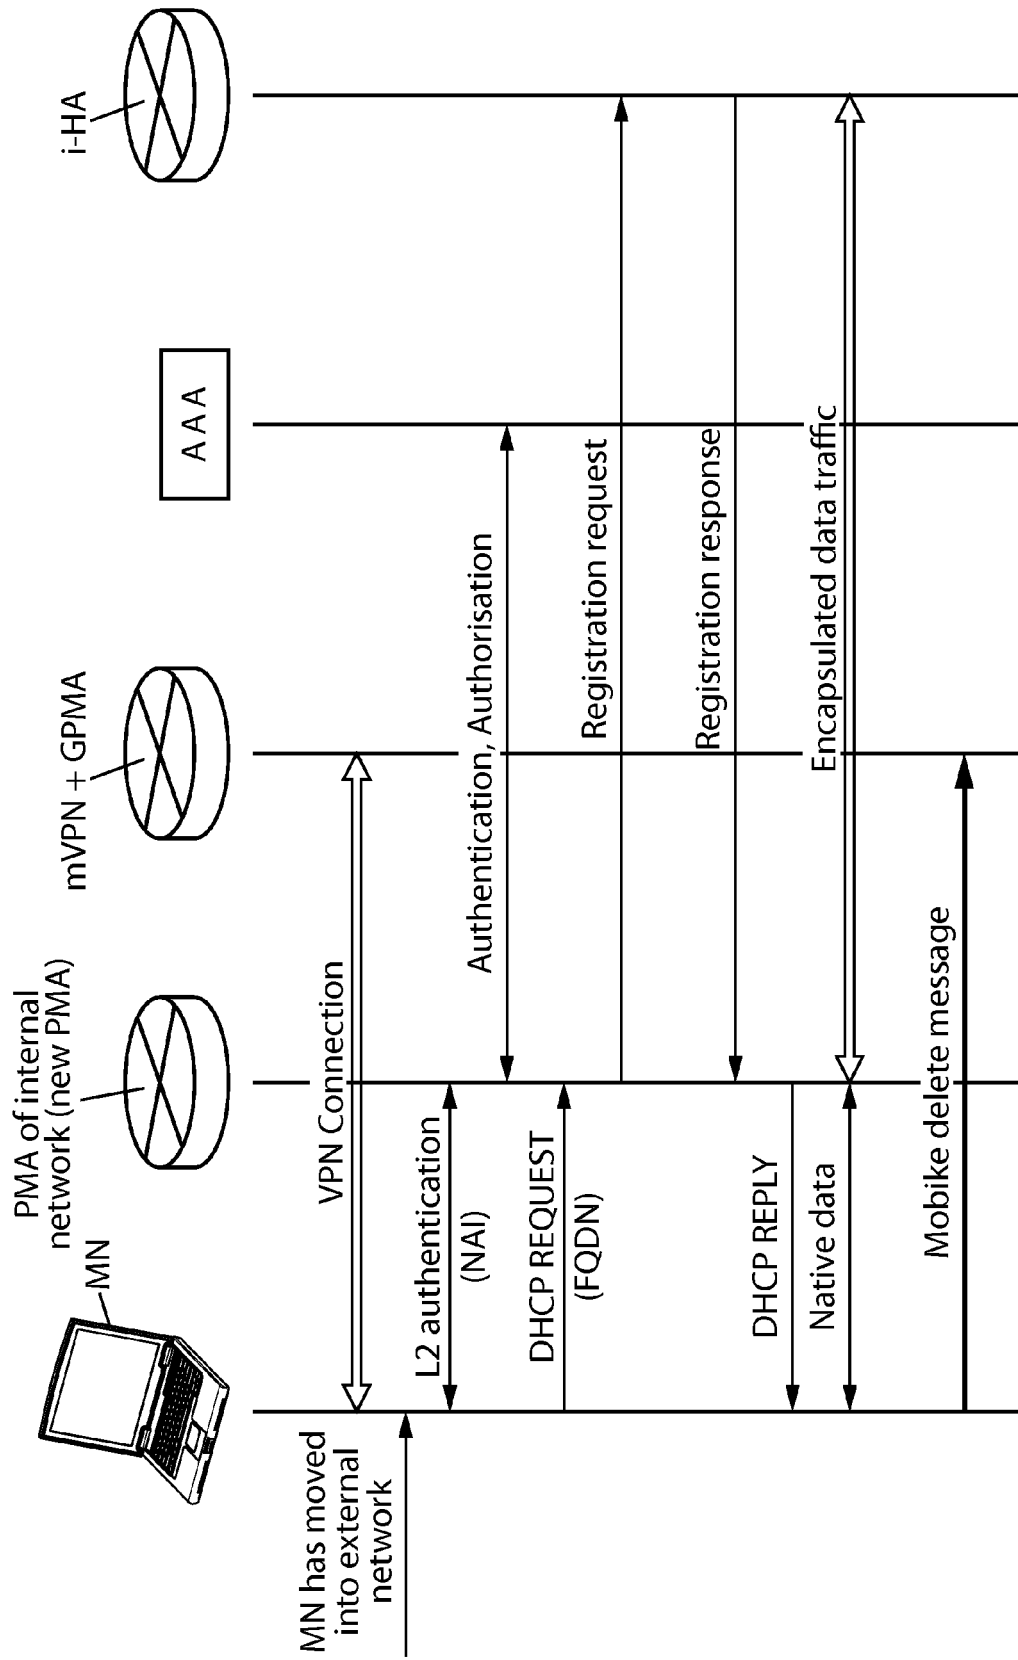 MN
PMA of internal
network (new PMA)
mVPN + GPMA
A A A
i-HA
VPN Connection
MN has moved
into external
network
L2 authentication
(NAI)
Authentication, Authorisation
DHCP REQUEST
(FQDN)
Registration request
Registration response
DHCP REPLY
Native data
Encapsulated data traffic
Mobike delete message